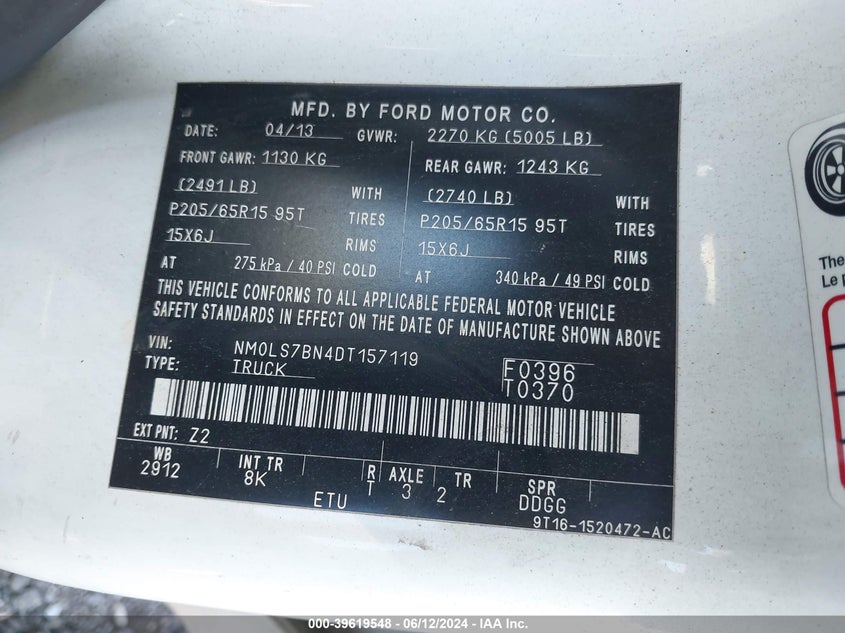 MFD. BY FORD MOTOR CO.
DATE: 04/13 GVWR: 2270 KG (5005 LB)
FRONT GAWR: 1130 KG REAR GAWR: 1243 KG
(2491 LB) WITH (2740 LB) WITH
P205/65R15 95T TIRES P205/65R15 95T TIRES
15X6J RIMS 15X6J RIMS
AT 275 kPa / 40 PSI COLD AT 340 kPa / 49 PSI COLD
THIS VEHICLE CONFORMS TO ALL APPLICABLE FEDERAL MOTOR VEHICLE
SAFETY STANDARDS IN EFFECT ON THE DATE OF MANUFACTURE SHOWN ABOVE
VIN: NM0LS7BN4DT157119 F0396
TYPE: TRUCK T0370
EXT PNT: Z2
WB INT TR R AXLE TR SPR
2912 8K ETU T 3 2 DDGG
9T16-1520472-AC
The
Le p
000-39619548 - 06/12/2024 - IAA Inc.